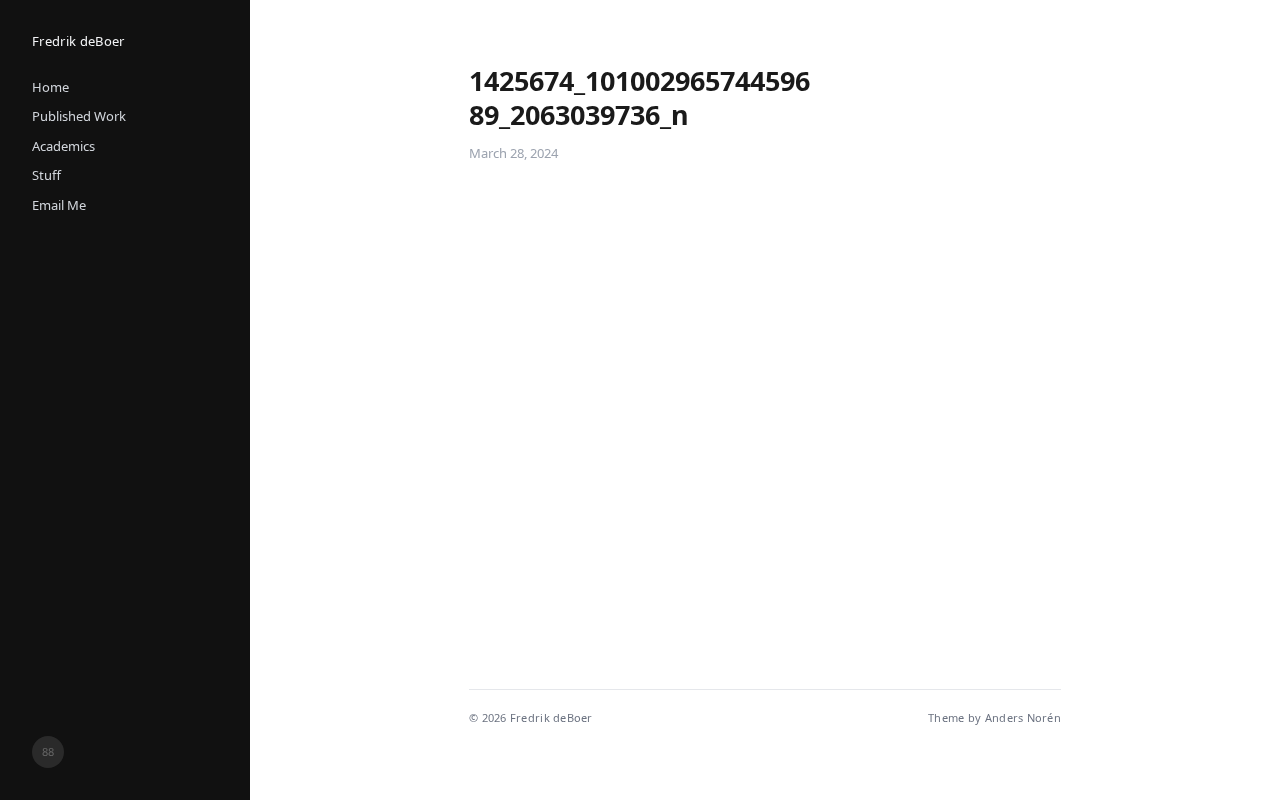 Fredrik deBoer
Home
Published Work
Academics
Stuff
Email Me
88
1425674_101002965744596
89_2063039736_n
March 28, 2024
© 2026 Fredrik deBoer
Theme by Anders Norén